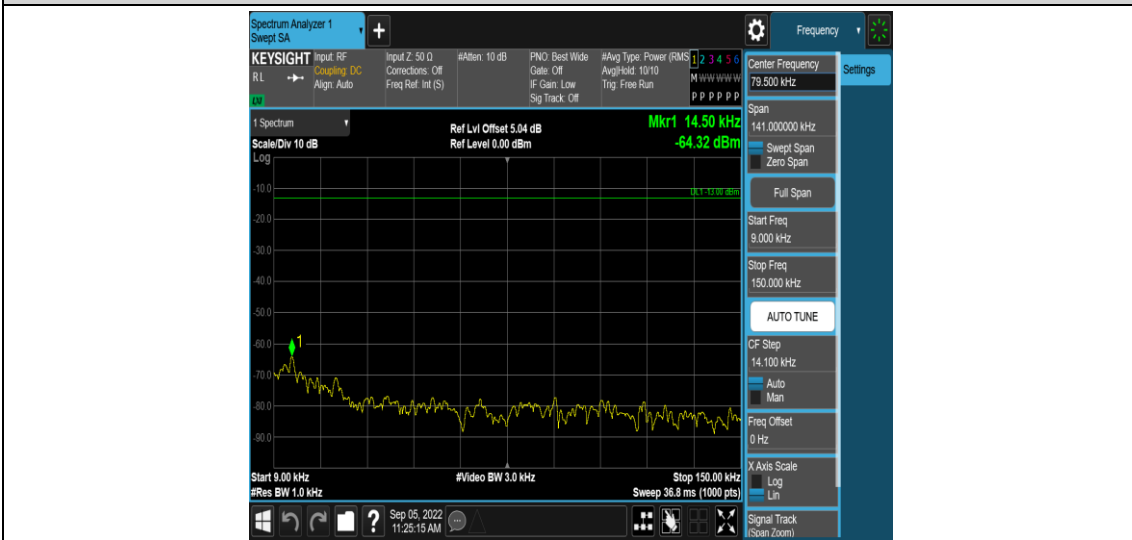 Spectrum Analyzer 1
Swept SA
+
Frequency
KEYSIGHT
RL
LXI
Input: RF
Coupling: DC
Align: Auto
Input Z: 50 Ω
Corrections: Off
Freq Ref: Int (S)
#Atten: 10 dB
PNO: Best Wide
Gate: Off
IF Gain: Low
Sig Track: Off
#Avg Type: Power (RMS
Avg|Hold: 10/10
Trig: Free Run
1 2 3 4 5 6
M W W W W W
P P P P P P
1 Spectrum
Scale/Div 10 dB
Log
Ref Lvl Offset 5.04 dB
Ref Level 0.00 dBm
Mkr1 14.50 kHz
-64.32 dBm
DL1 -13.00 dBm
-10.0
-20.0
-30.0
-40.0
-50.0
-60.0
-70.0
-80.0
-90.0
1
Start 9.00 kHz
#Res BW 1.0 kHz
#Video BW 3.0 kHz
Stop 150.00 kHz
Sweep 36.8 ms (1000 pts)
Center Frequency
79.500 kHz
Settings
Span
141.000000 kHz
Swept Span
Zero Span
Full Span
Start Freq
9.000 kHz
Stop Freq
150.000 kHz
AUTO TUNE
CF Step
14.100 kHz
Auto
Man
Freq Offset
0 Hz
X Axis Scale
Log
Lin
Signal Track
(Span Zoom)
?
Sep 05, 2022
11:25:15 AM